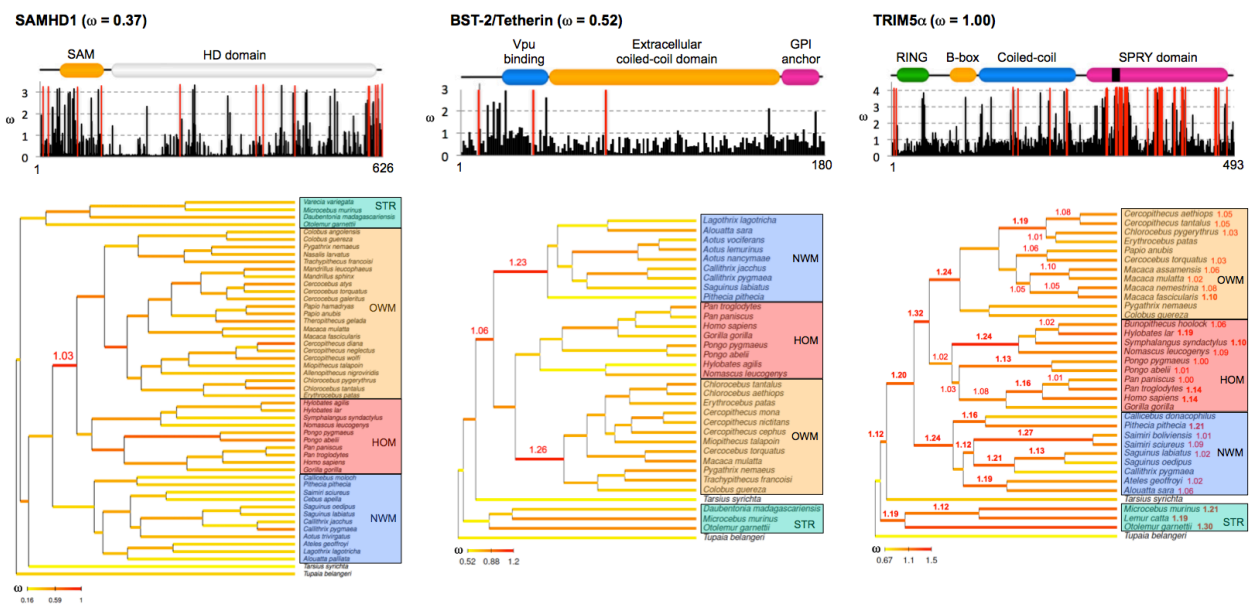 SAMHD1 (ω = 0.37)
SAM
HD domain
ω
3
2
1
0
1
626
Varecia variegata
Microcebus murinus
Daubentonia madagascariensis
Otolemur garnettii
STR
Colobus angolensis
Colobus guereza
Pygathrix nemaeus
Nasalis larvatus
Trachypithecus francoisi
Mandrillus leucophaeus
Mandrillus sphinx
Cercocebus atys
Cercocebus torquatus
Cercocebus galeritus
Papio hamadryas
Papio anubis
Theropithecus gelada
Macaca mulatta
Macaca fascicularis
Cercopithecus diana
Cercopithecus neglectus
Cercopithecus wolfi
Miopithecus talapoin
Allenopithecus nigroviridis
Chlorocebus pygerythrus
Chlorocebus tantalus
Erythrocebus patas
OWM
1.03
Hylobates agilis
Hylobates lar
Symphalangus syndactylus
Nomascus leucogenys
Pongo pygmaeus
Pongo abelii
Pan paniscus
Pan troglodytes
Homo sapiens
Gorilla gorilla
HOM
Callicebus moloch
Pithecia pithecia
Saimiri sciureus
Cebus apella
Saguinus oedipus
Saguinus labiatus
Callithrix jacchus
Callithrix pygmaea
Aotus trivirgatus
Ateles geoffroyi
Lagothrix lagotricha
Alouatta palliata
NWM
Tarsius syrichta
Tupaia belangeri
ω
0.16 0.59 1
BST-2/Tetherin (ω = 0.52)
Vpu
binding
Extracellular
coiled-coil domain
GPI
anchor
ω
3
2
1
0
1
180
Lagothrix lagotricha
Alouatta sara
Aotus vociferans
Aotus lemurinus
Aotus nancymaae
Callithrix jacchus
Callithrix pygmaea
Saguinus labiatus
Pithecia pithecia
NWM
1.23
1.06
Pan troglodytes
Pan paniscus
Homo sapiens
Gorilla gorilla
Pongo pygmaeus
Pongo abelii
Hylobates agilis
Nomascus leucogenys
HOM
Chlorocebus tantalus
Chlorocebus aethiops
Erythrocebus patas
Cercopithecus mona
Cercopithecus nictitans
Cercopithecus cephus
Miopithecus talapoin
Cercocebus torquatus
Macaca mulatta
Pygathrix nemaeus
Trachypithecus francoisi
Colobus guereza
OWM
1.26
Tarsius syrichta
Daubentonia madagascariensis
Microcebus murinus
Otolemur garnettii
STR
Tupaia belangeri
ω
0.52 0.88 1.2
TRIM5α (ω = 1.00)
RING
B-box
Coiled-coil
SPRY domain
ω
4
3
2
1
0
1
493
1.08
Cercopithecus aethiops 1.05
1.19
Cercopithecus tantalus 1.05
Chlorocebus pygerythrus 1.03
1.01
Erythrocebus patas
1.06
Papio anubis
Cercocebus torquatus 1.03
1.10
Macaca assamensis 1.06
1.24
Macaca mulatta 1.02
OWM
1.05
1.05
Macaca nemestrina 1.08
Macaca fascicularis 1.10
Pygathrix nemaeus
Colobus guereza
1.32
1.02
Bunopithecus hoolock 1.06
1.24
Hylobates lar 1.19
Symphalangus syndactylus 1.10
Nomascus leucogenys 1.09
1.02
1.13
Pongo pygmaeus 1.00
Pongo abelii 1.01
HOM
1.20
1.01
Pan paniscus 1.00
1.03
1.08
1.16
Pan troglodytes 1.14
Homo sapiens 1.14
Gorilla gorilla
1.16
Callicebus donacophilus
Pithecia pithecia 1.21
1.12
1.24
1.12
1.27
Saimiri boliviensis 1.01
Saimiri sciureus 1.09
1.21
1.13
Saguinus labiatus 1.02
NWM
Saguinus oedipus
Callithrix pygmaea
1.19
Ateles geoffroyi 1.02
Alouatta sara 1.06
Tarsius syrichta
1.19
1.12
Microcebus murinus 1.21
Lemur catta 1.19
STR
Otolemur garnettii 1.30
Tupaia belangeri
ω
0.67 1.1 1.5